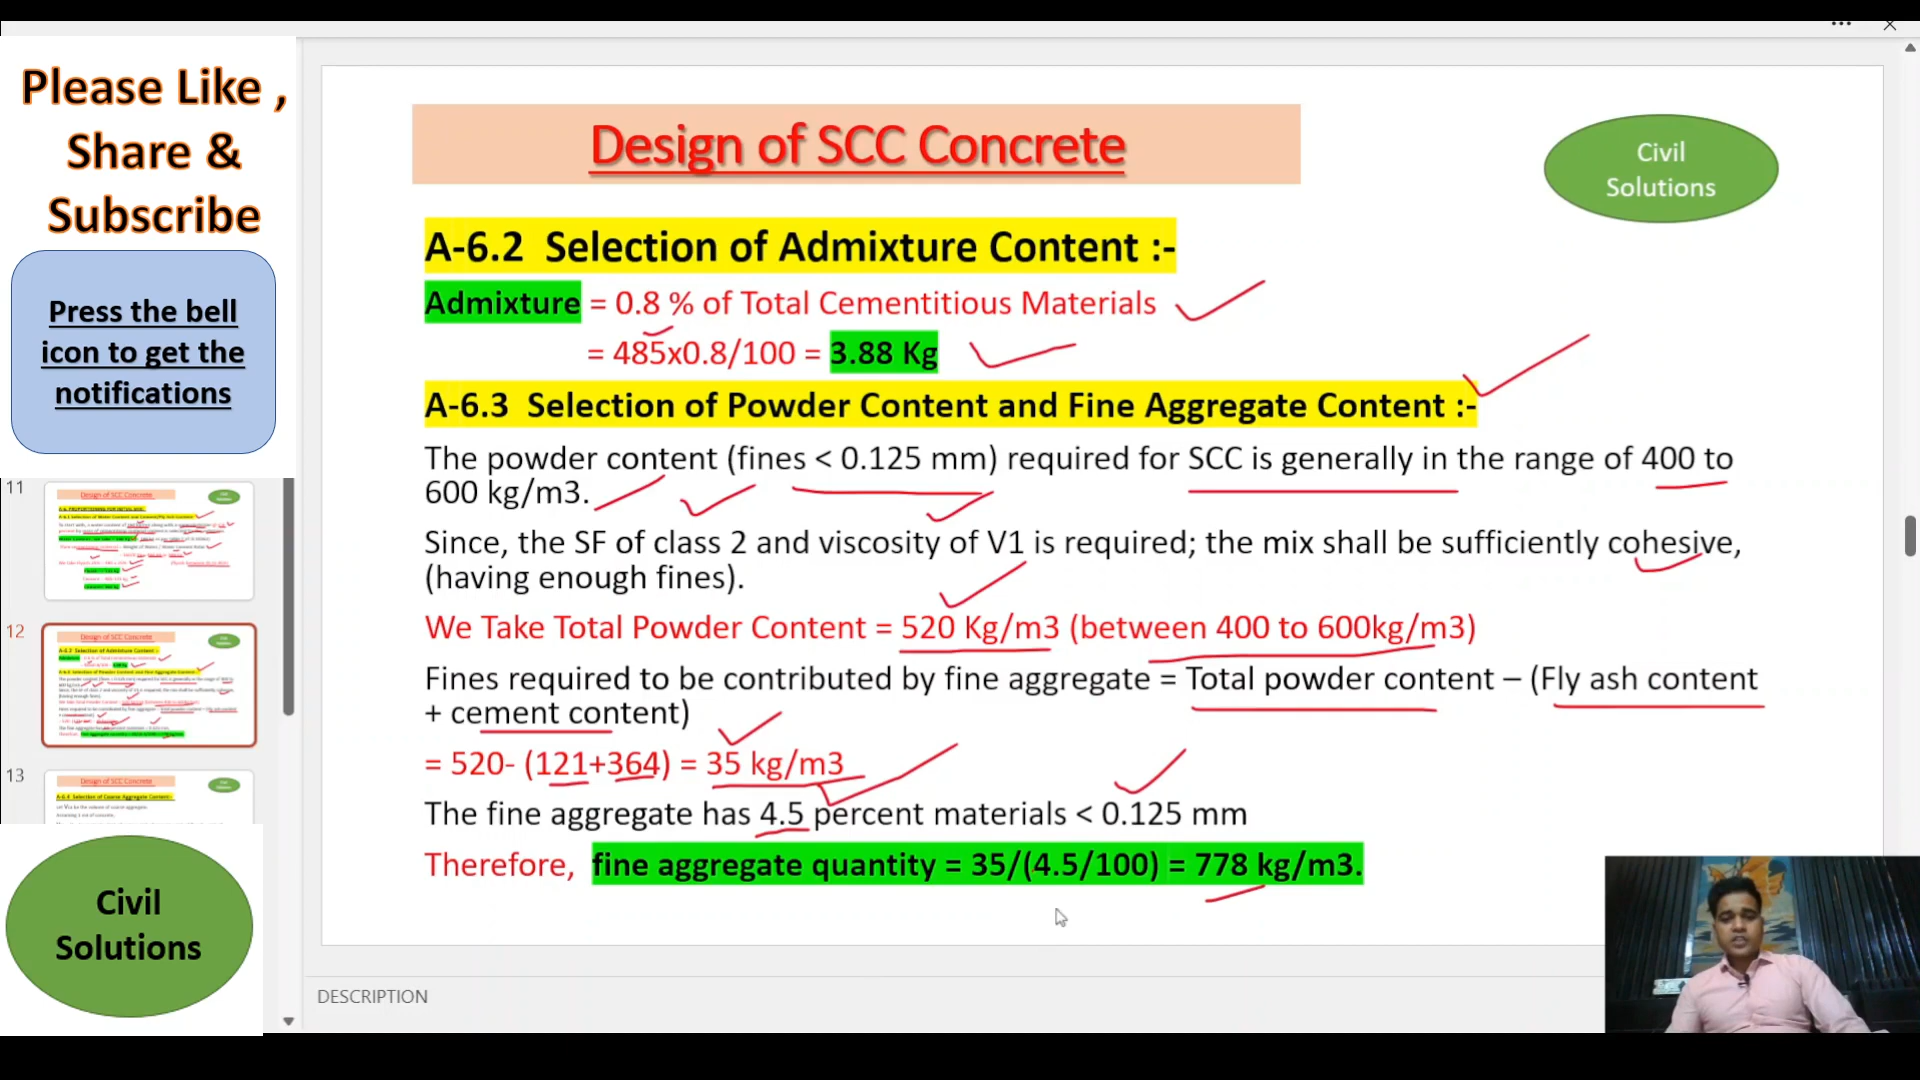 Please Like ,
Share &
Subscribe
Press the bell
icon to get the
notifications
11
12
13
Civil
Solutions
Design of SCC Concrete
Civil
Solutions
A-6.2 Selection of Admixture Content :-
Admixture = 0.8 % of Total Cementitious Materials
= 485x0.8/100 = 3.88 Kg
A-6.3 Selection of Powder Content and Fine Aggregate Content :-
The powder content (fines < 0.125 mm) required for SCC is generally in the range of 400 to
600 kg/m3.
Since, the SF of class 2 and viscosity of V1 is required; the mix shall be sufficiently cohesive,
(having enough fines).
We Take Total Powder Content = 520 Kg/m3 (between 400 to 600kg/m3)
Fines required to be contributed by fine aggregate = Total powder content – (Fly ash content
+ cement content)
= 520- (121+364) = 35 kg/m3
The fine aggregate has 4.5 percent materials < 0.125 mm
Therefore, fine aggregate quantity = 35/(4.5/100) = 778 kg/m3.
DESCRIPTION